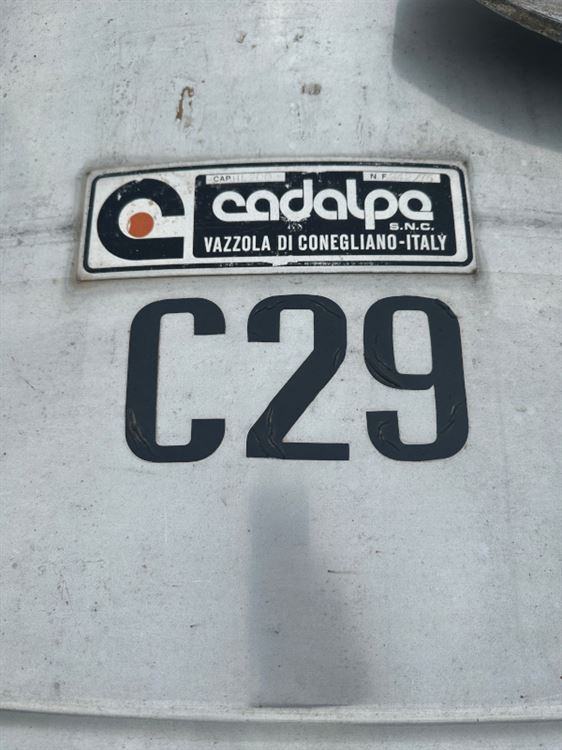 CAP. N.F.
cadalpe
S.N.C.
VAZZOLA DI CONEGLIANO-ITALY
C29